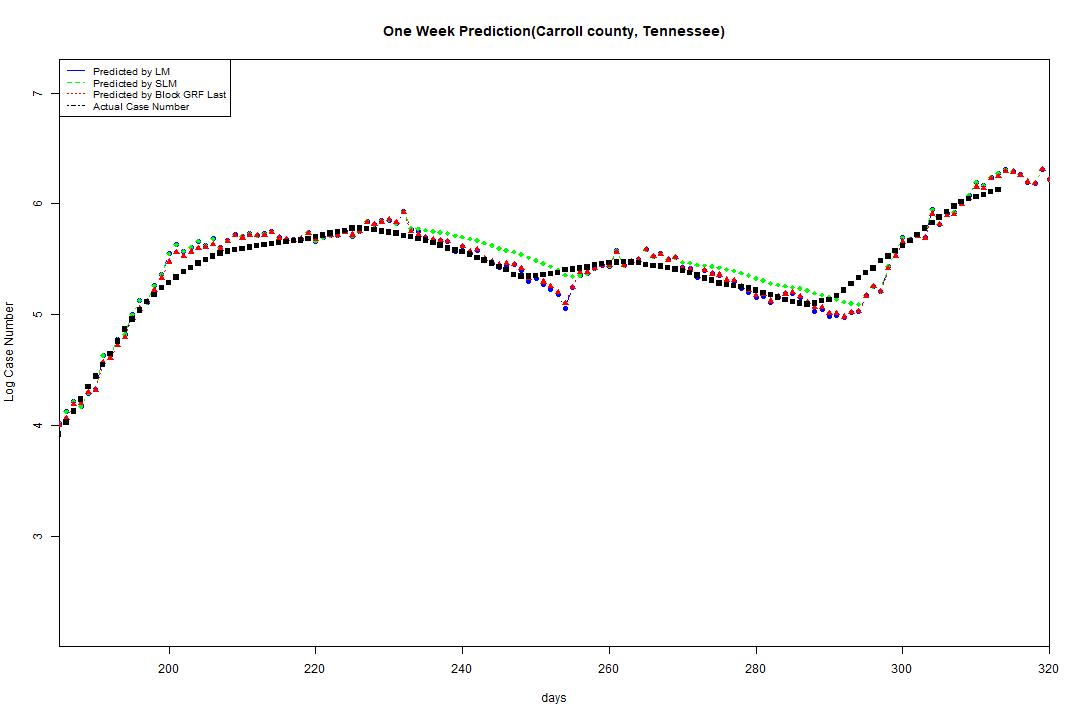 One Week Prediction(Carroll county, Tennessee)
Predicted by LM
Predicted by SLM
Predicted by Block GRF Last
Actual Case Number
7
6
5
4
3
Log Case Number
200 220 240 260 280 300 320
days